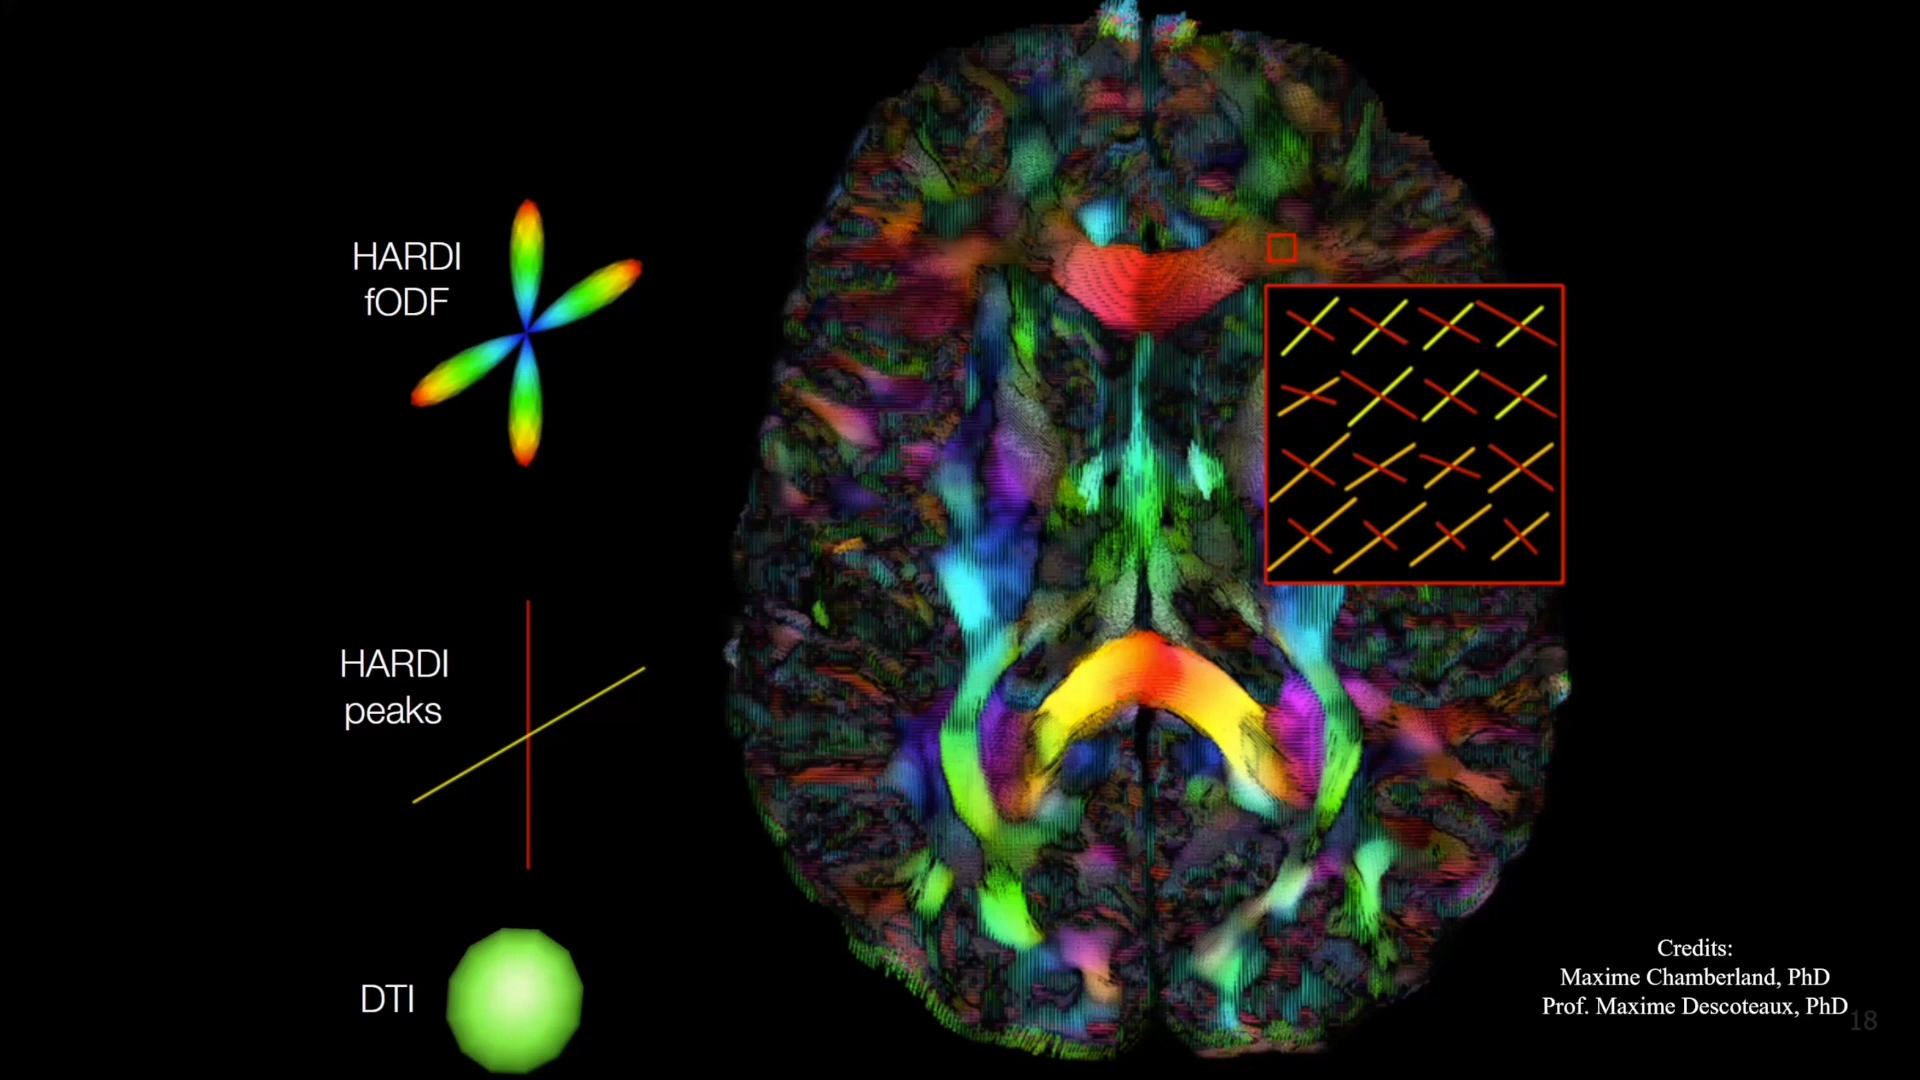 HARDI
fODF
HARDI
peaks
DTI
Credits:
Maxime Chamberland, PhD
Prof. Maxime Descoteaux, PhD
18